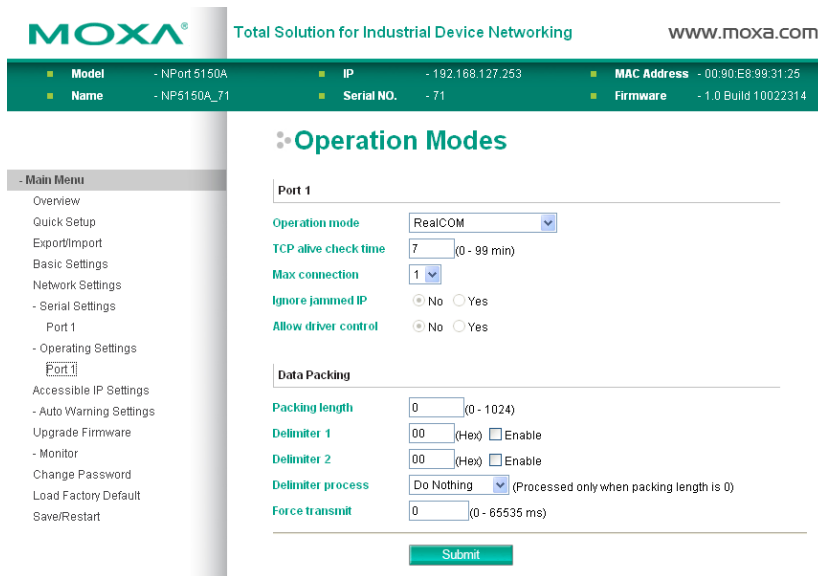 MOXA® Total Solution for Industrial Device Networking www.moxa.com
Model - NPort 5150A IP - 192.168.127.253 MAC Address - 00:90:E8:99:31:25
Name - NP5150A_71 Serial NO. - 71 Firmware - 1.0 Build 10022314
Operation Modes
- Main Menu
Overview
Quick Setup
Export/Import
Basic Settings
Network Settings
- Serial Settings
Port 1
- Operating Settings
Port 1
Accessible IP Settings
- Auto Warning Settings
Upgrade Firmware
- Monitor
Change Password
Load Factory Default
Save/Restart
Port 1
Operation mode RealCOM
TCP alive check time 7 (0 - 99 min)
Max connection 1
Ignore jammed IP No Yes
Allow driver control No Yes
Data Packing
Packing length 0 (0 - 1024)
Delimiter 1 00 (Hex) Enable
Delimiter 2 00 (Hex) Enable
Delimiter process Do Nothing (Processed only when packing length is 0)
Force transmit 0 (0 - 65535 ms)
Submit